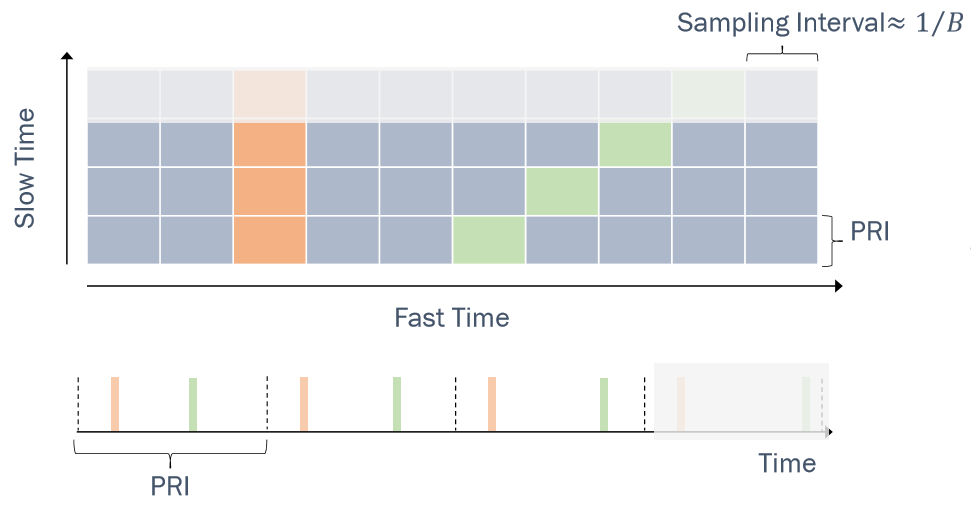 Sampling Interval≈ 1/B
Slow Time
PRI
Fast Time
PRI
Time